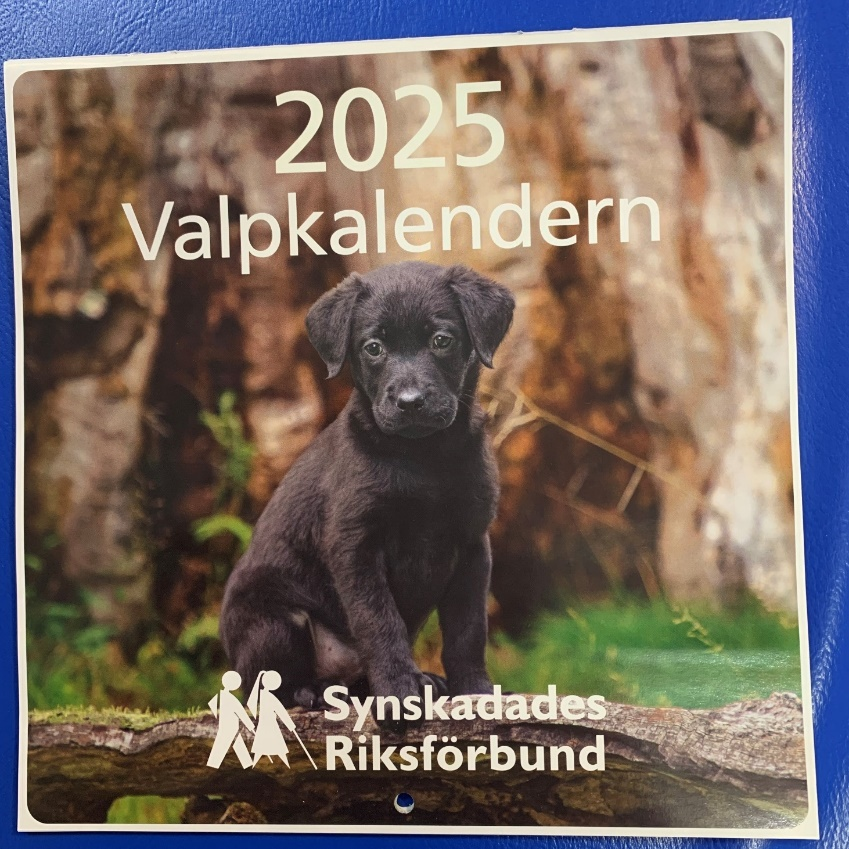 2025
Valpkalendern
Synskadades
Riksförbund